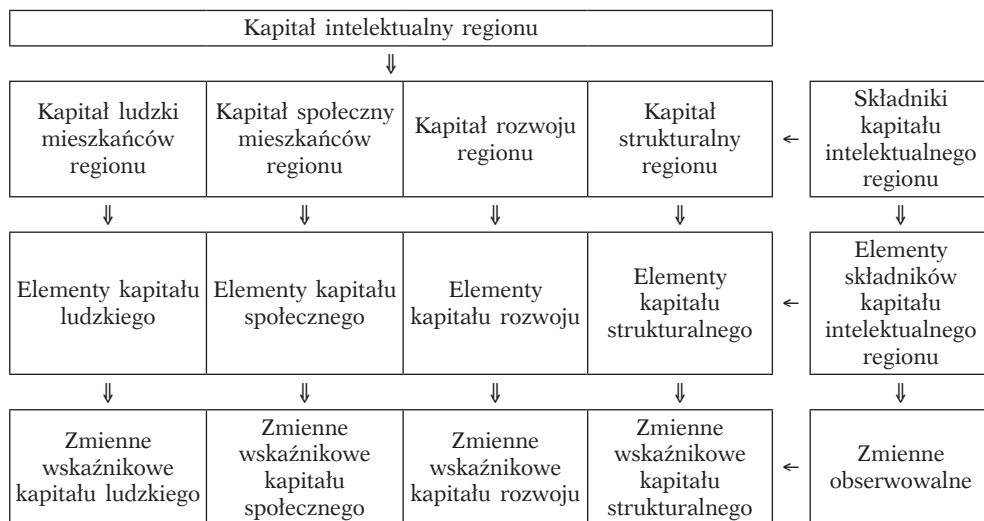 Kapitał intelektualny regionu
⇓
Kapitał ludzki
mieszkańców
regionu
Kapitał społeczny
mieszkańców
regionu
Kapitał rozwoju
regionu
Kapitał
strukturalny
regionu
←
Składniki
kapitału
intelektualnego
regionu
⇓ ⇓ ⇓ ⇓ ⇓
Elementy kapitału
ludzkiego
Elementy kapitału
społecznego
Elementy
kapitału rozwoju
Elementy
kapitału
strukturalnego
←
Elementy
składników
kapitału
intelektualnego
regionu
⇓ ⇓ ⇓ ⇓ ⇓
Zmienne
wskaźnikowe
kapitału ludzkiego
Zmienne
wskaźnikowe
kapitału
społecznego
Zmienne
wskaźnikowe
kapitału rozwoju
Zmienne
wskaźnikowe
kapitału
strukturalnego
←
Zmienne
obserwowalne